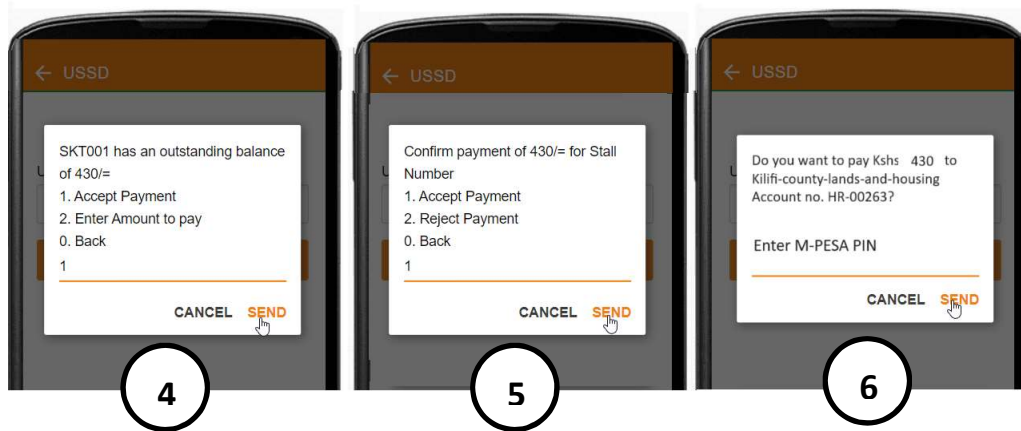 ← USSD
SKT001 has an outstanding balance
of 430/=
1. Accept Payment
2. Enter Amount to pay
0. Back
1
CANCEL SEND
4
← USSD
Confirm payment of 430/= for Stall
Number
1. Accept Payment
2. Reject Payment
0. Back
1
CANCEL SEND
5
← USSD
Do you want to pay Kshs 430 to
Kilifi-county-lands-and-housing
Account no. HR-00263?
Enter M-PESA PIN
CANCEL SEND
6